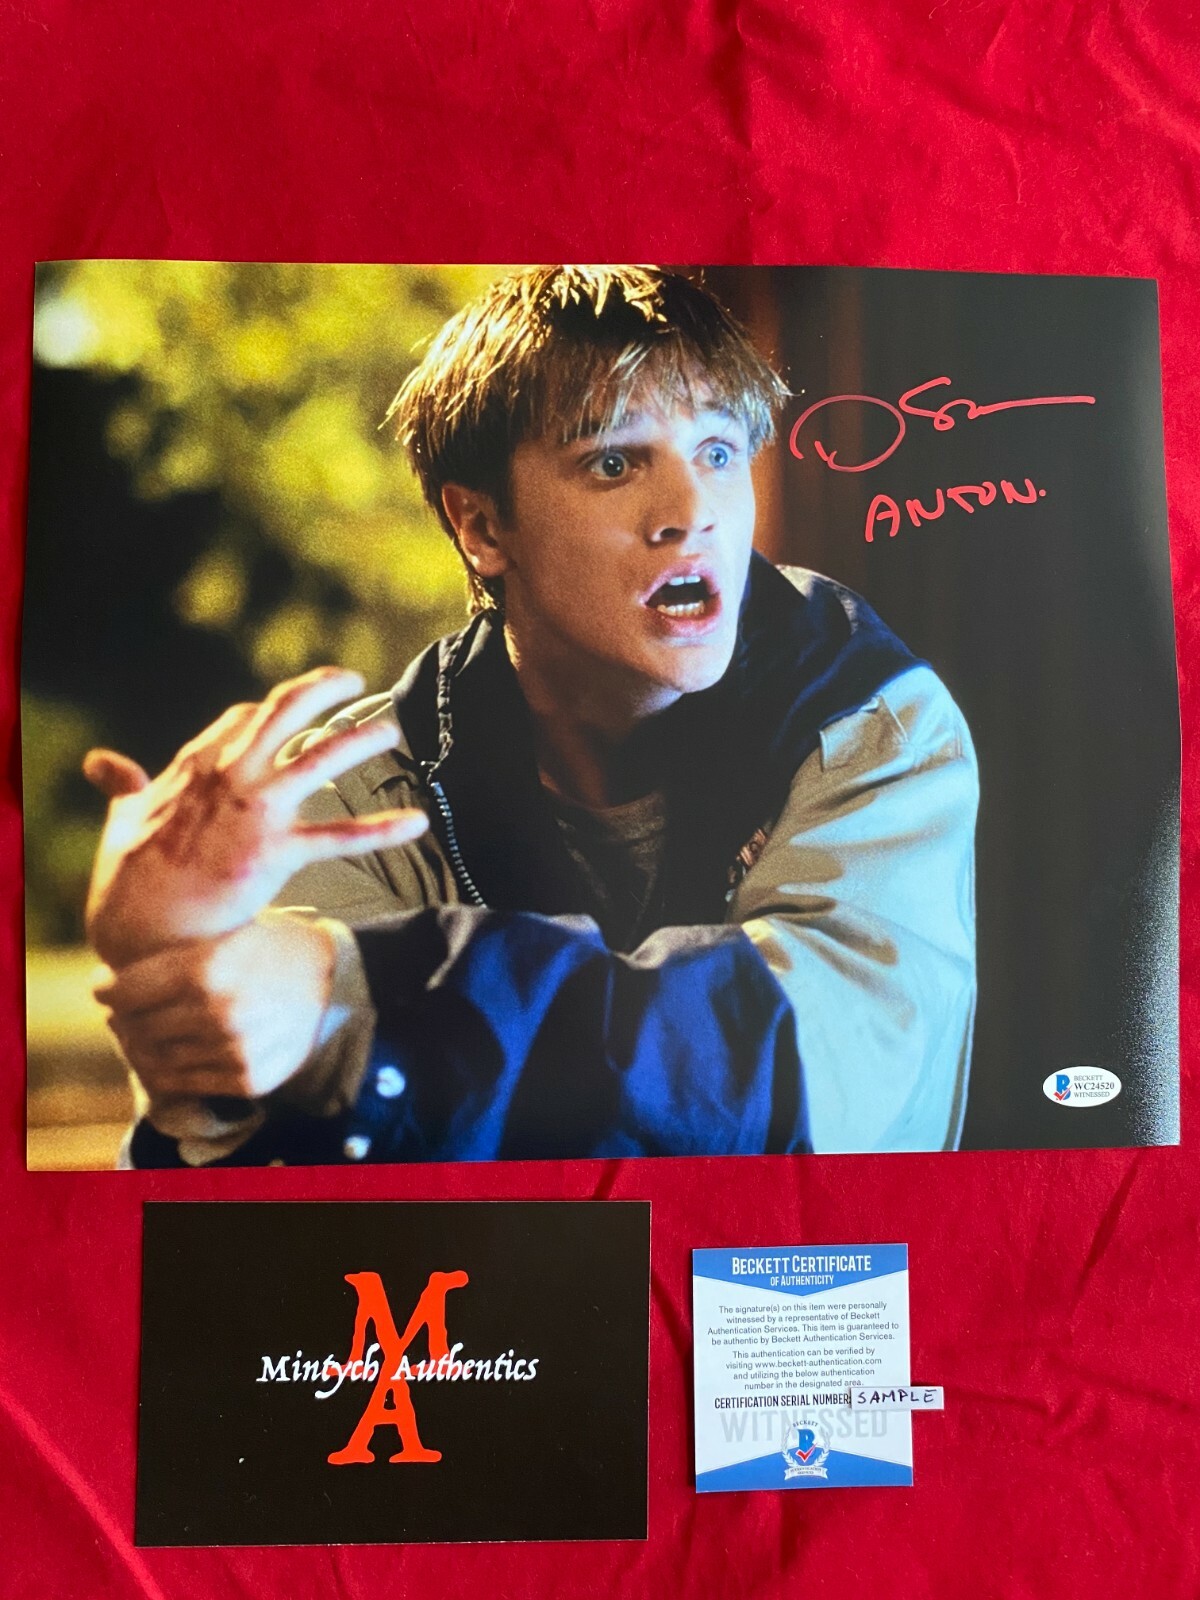 ANTON.
BECKETT
WC24520
WITNESSED
MA
Mintych Authentics
BECKETT CERTIFICATE
OF AUTHENTICITY
The signature(s) on this item were personally
witnessed by a representative of Beckett
Authentication Services. This item is guaranteed to
be authentic by Beckett Authentication Services.
This authentication can be verified by
visiting www.beckett-authentication.com
and utilizing the below authentication
number in the designated area.
CERTIFICATION SERIAL NUMBER: SAMPLE
WITNESSED
BECKETT